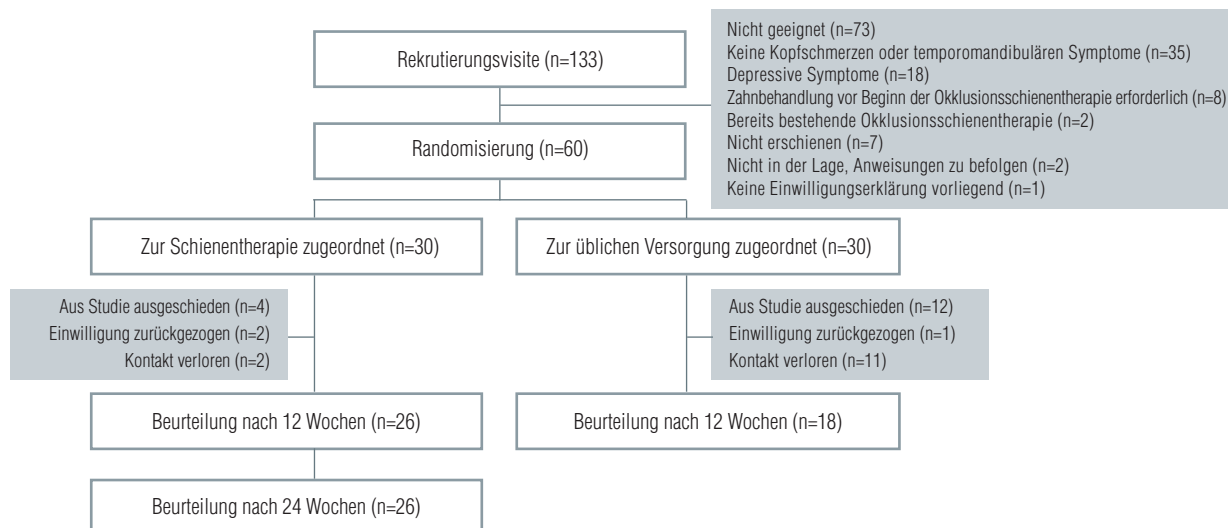 Rekrutierungsvisite (n=133)
Nicht geeignet (n=73)
Keine Kopfschmerzen oder temporomandibulären Symptome (n=35)
Depressive Symptome (n=18)
Zahnbehandlung vor Beginn der Okklusionsschienentherapie erforderlich (n=8)
Bereits bestehende Okklusionsschienentherapie (n=2)
Nicht erschienen (n=7)
Nicht in der Lage, Anweisungen zu befolgen (n=2)
Keine Einwilligungserklärung vorliegend (n=1)
Randomisierung (n=60)
Zur Schienentherapie zugeordnet (n=30)
Zur üblichen Versorgung zugeordnet (n=30)
Aus Studie ausgeschieden (n=4)
Einwilligung zurückgezogen (n=2)
Kontakt verloren (n=2)
Aus Studie ausgeschieden (n=12)
Einwilligung zurückgezogen (n=1)
Kontakt verloren (n=11)
Beurteilung nach 12 Wochen (n=26)
Beurteilung nach 12 Wochen (n=18)
Beurteilung nach 24 Wochen (n=26)